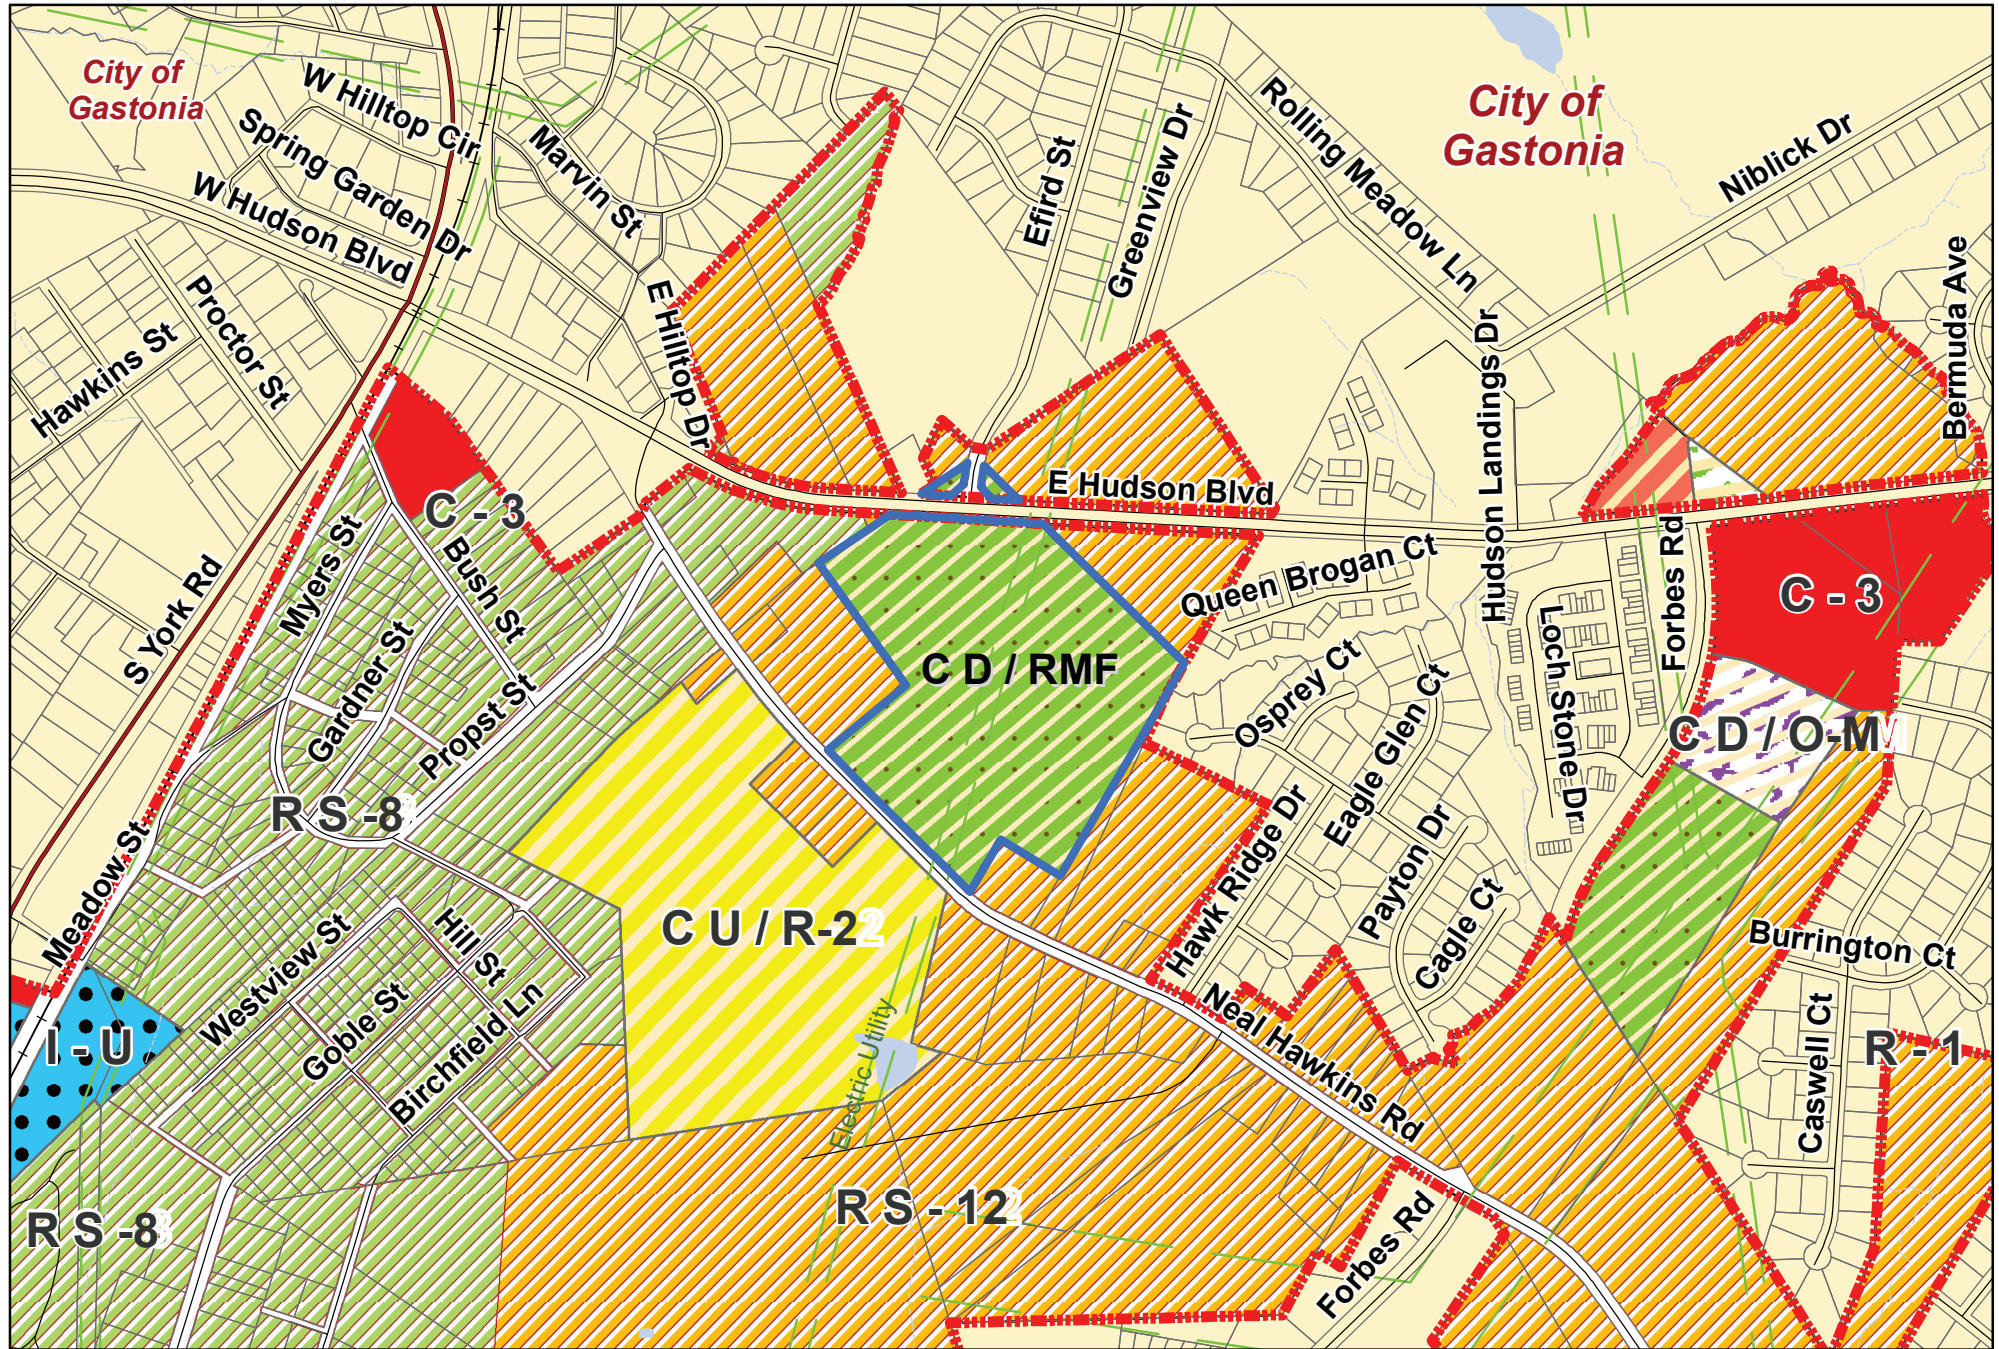 City of
Gastonia
W Hilltop Cir
Spring Garden Dr
W Hudson Blvd
Marvin St
Efird St
Greenview Dr
Rolling Meadow Ln
City of
Gastonia
Niblick Dr
Bermuda Ave
Hawkins St
Proctor St
E Hilltop Dr
Hudson Landings Dr
E Hudson Blvd
C - 3
S York Rd
Myers St
Bush St
Gardner St
Propst St
Queen Brogan Ct
Forbes Rd
C - 3
C D / RMF
Osprey Ct
Eagle Glen Ct
Loch Stone Dr
C D / O-M
R S -8
Meadow St
Hawk Ridge Dr
Payton Dr
Cagle Ct
C U / R-2
Westview St
Hill St
Goble St
Birchfield Ln
Burrington Ct
Caswell Ct
R - 1
I - U
Electric Utility
Neal Hawkins Rd
R S -8
R S - 12
Forbes Rd